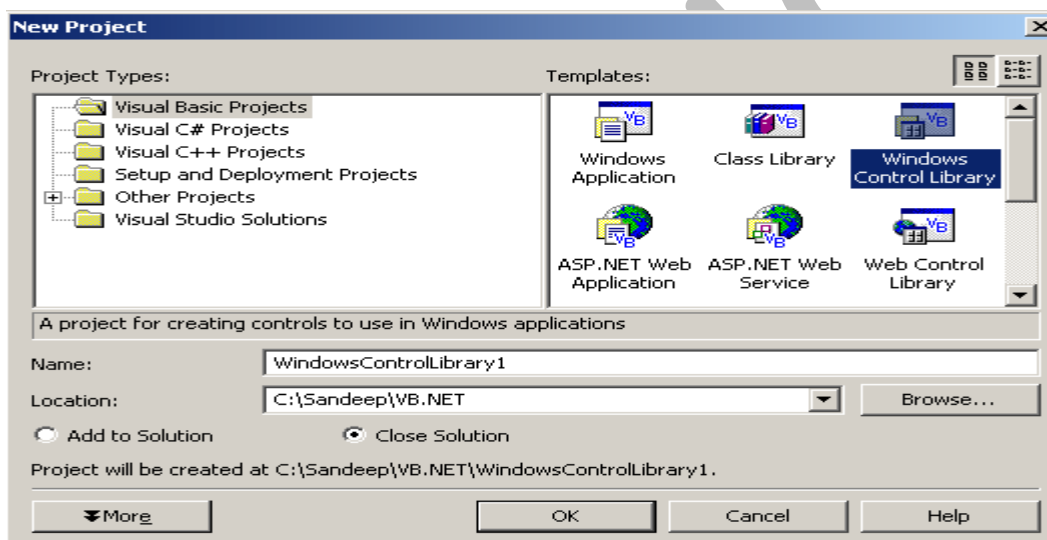 New Project
Project Types:
Templates:
Visual Basic Projects
Visual C# Projects
Visual C++ Projects
Setup and Deployment Projects
Other Projects
Visual Studio Solutions
Windows
Application
Class Library
Windows
Control Library
ASP.NET Web
Application
ASP.NET Web
Service
Web Control
Library
A project for creating controls to use in Windows applications
Name:
WindowsControlLibrary1
Location:
C:\Sandeep\VB.NET
Browse...
Add to Solution
Close Solution
Project will be created at C:\Sandeep\VB.NET\WindowsControlLibrary1.
More
OK
Cancel
Help